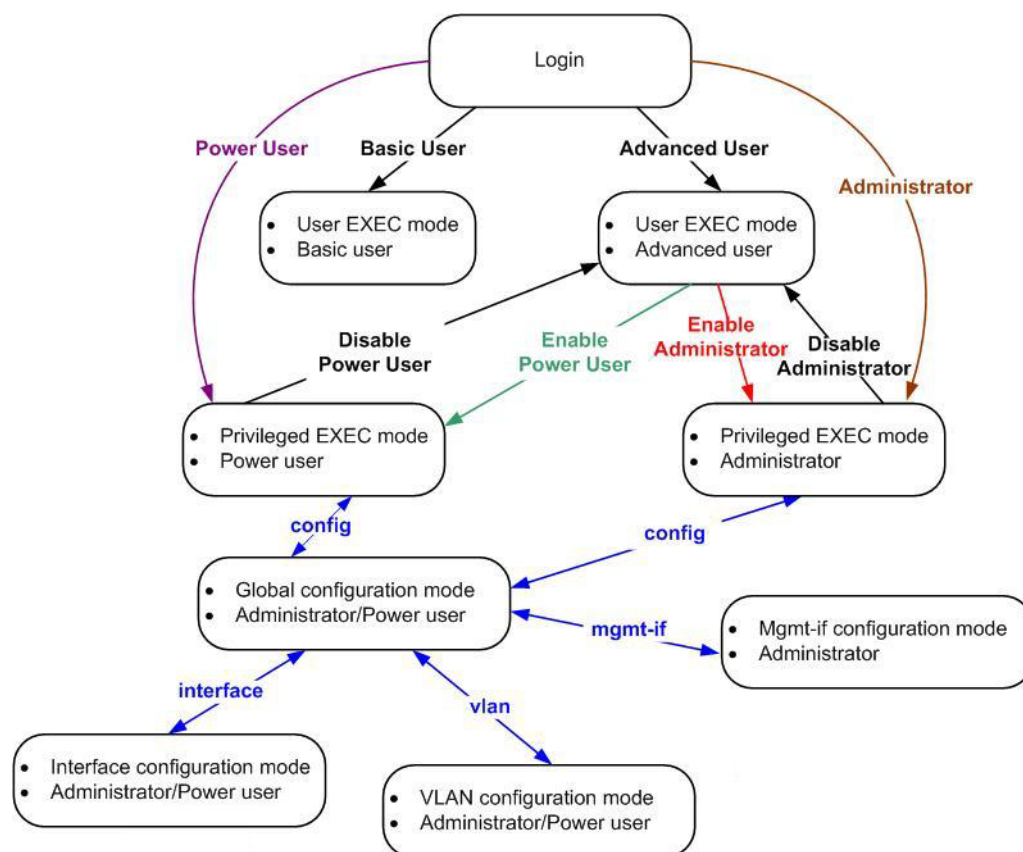 Login
Power User
Basic User
Advanced User
Administrator
• User EXEC mode
• Basic user
• User EXEC mode
• Advanced user
Disable
Power User
Enable
Power User
Enable
Administrator
Disable
Administrator
• Privileged EXEC mode
• Power user
• Privileged EXEC mode
• Administrator
config
config
• Global configuration mode
• Administrator/Power user
mgmt-if
• Mgmt-if configuration mode
• Administrator
interface
vlan
• Interface configuration mode
• Administrator/Power user
• VLAN configuration mode
• Administrator/Power user